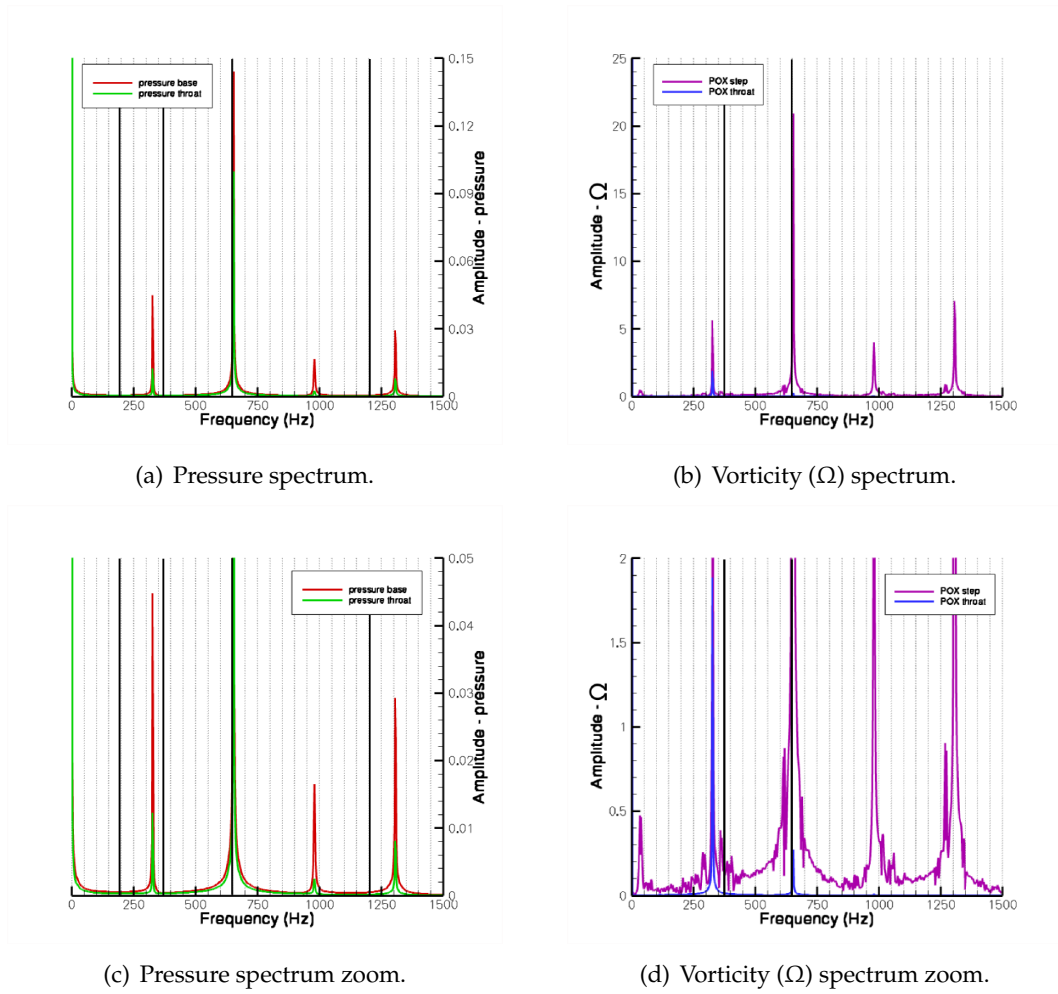 0.15
0.12
0.09
0.06
0.03
0
Amplitude - pressure
pressure base
pressure throat
0 250 500 750 1000 1250 1500
Frequency (Hz)
(a) Pressure spectrum.
25
20
15
10
5
0
Amplitude - Ω
POX step
POX throat
0 250 500 750 1000 1250 1500
Frequency (Hz)
(b) Vorticity (Ω) spectrum.
0.05
0.04
0.03
0.02
0.01
0
Amplitude - pressure
pressure base
pressure throat
0 250 500 750 1000 1250 1500
Frequency (Hz)
(c) Pressure spectrum zoom.
2
1.5
1
0.5
0
Amplitude - Ω
POX step
POX throat
0 250 500 750 1000 1250 1500
Frequency (Hz)
(d) Vorticity (Ω) spectrum zoom.